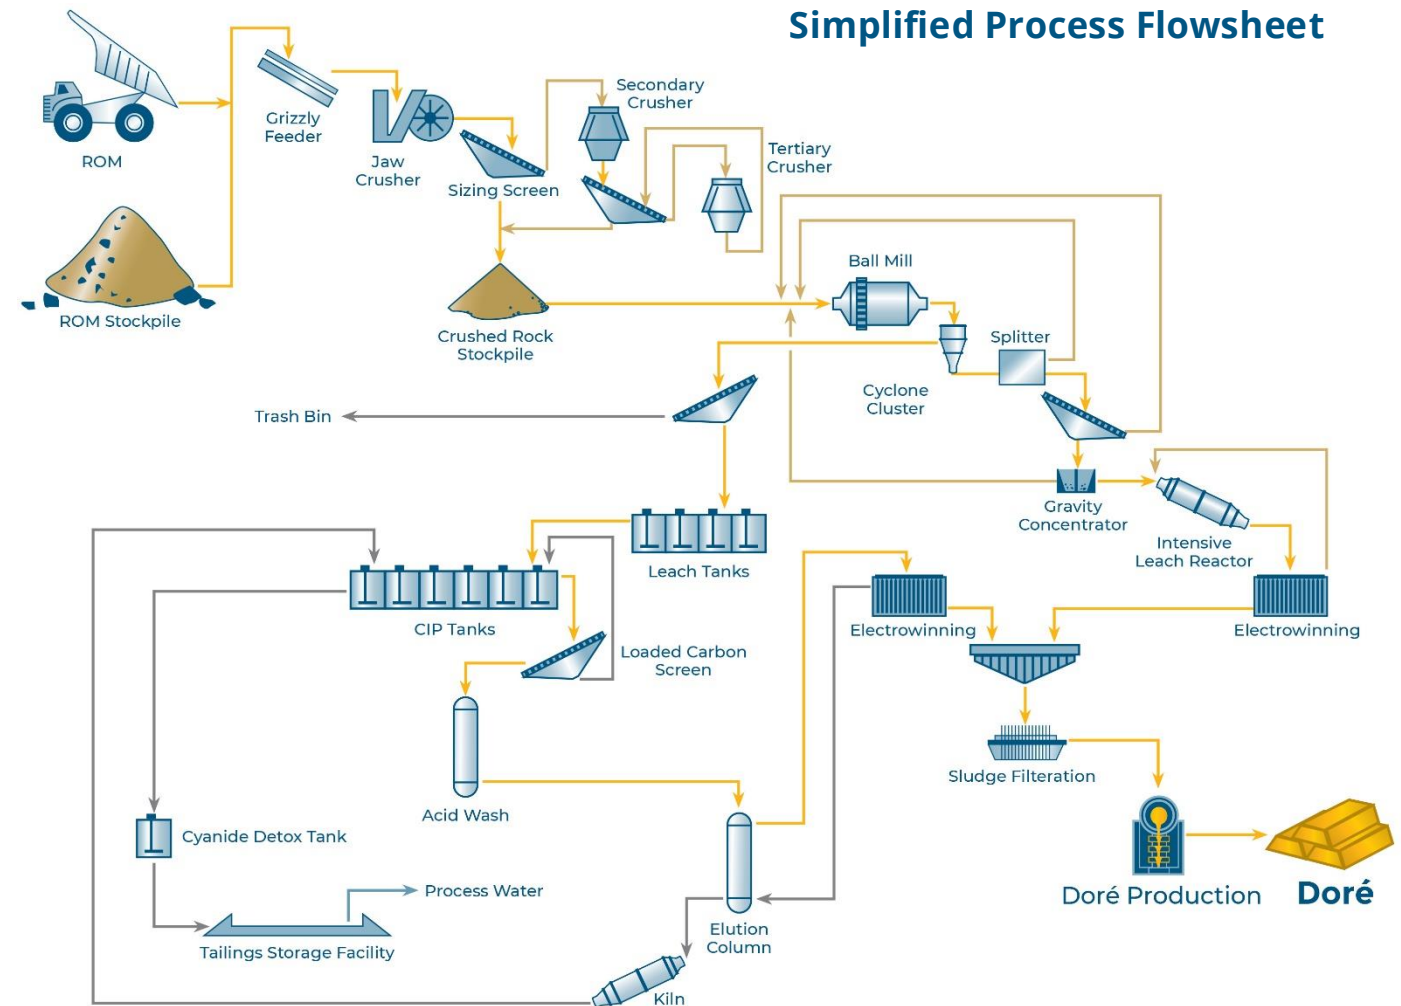 Simplified Process Flowsheet
ROM
Grizzly
Feeder
Jaw
Crusher
Sizing Screen
Secondary
Crusher
Tertiary
Crusher
ROM Stockpile
Crushed Rock
Stockpile
Ball Mill
Cyclone
Cluster
Splitter
Trash Bin
Gravity
Concentrator
Intensive
Leach Reactor
Leach Tanks
CIP Tanks
Loaded Carbon
Screen
Electrowinning
Electrowinning
Acid Wash
Sludge Filteration
Cyanide Detox Tank
Process Water
Tailings Storage Facility
Elution
Column
Kiln
Doré Production
Doré